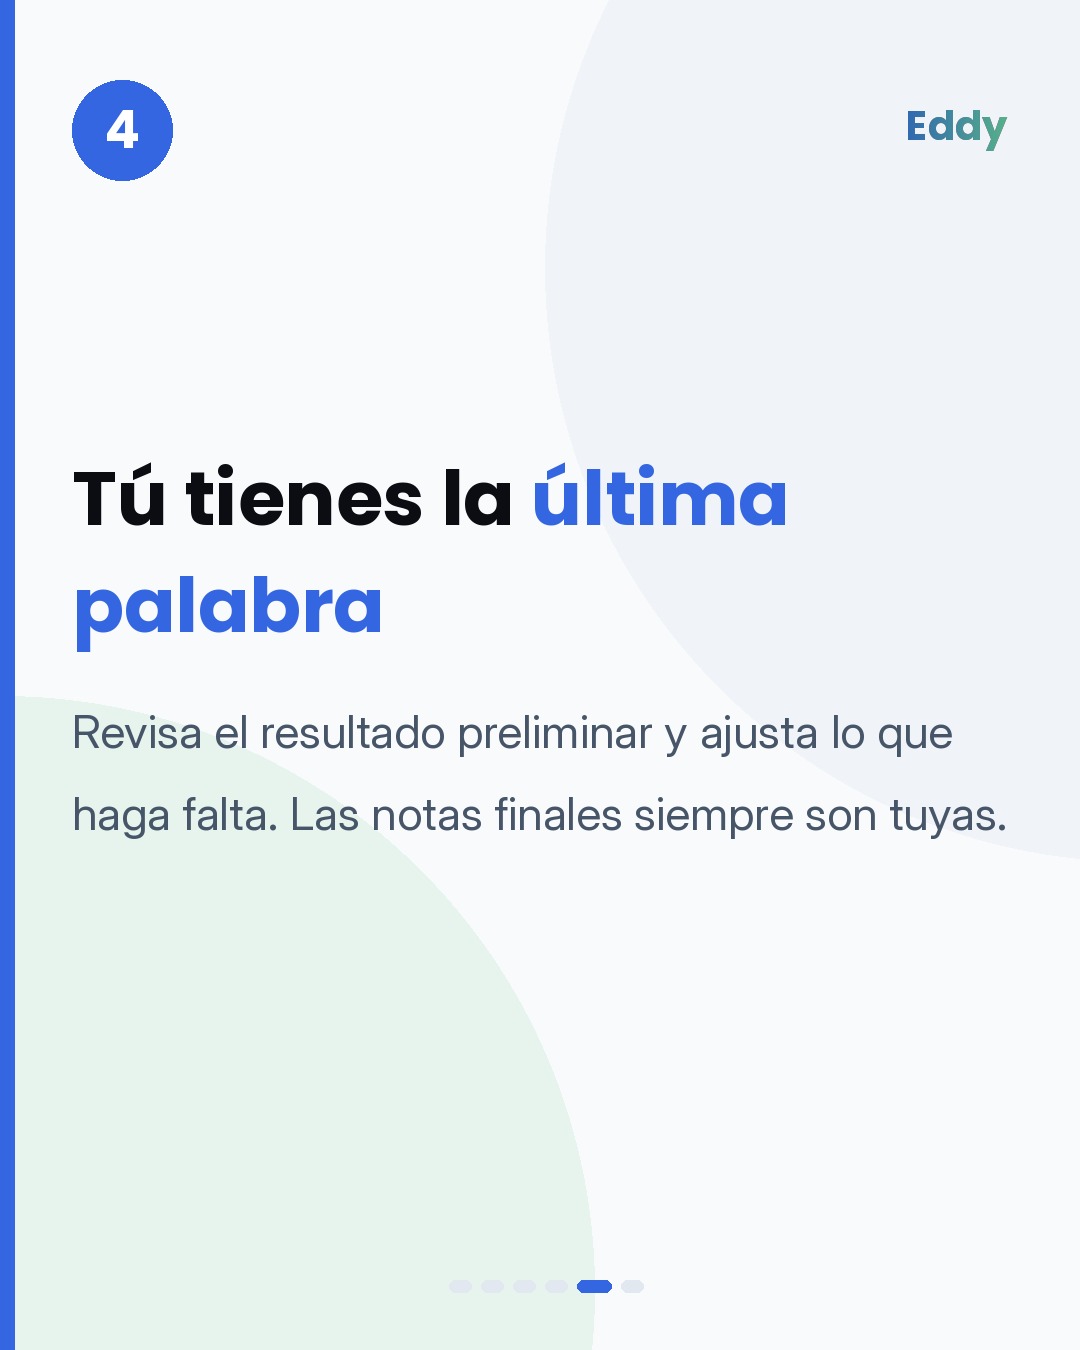 4
Eddy
Tú tienes la última
palabra
Revisa el resultado preliminar y ajusta lo que
haga falta. Las notas finales siempre son tuyas.